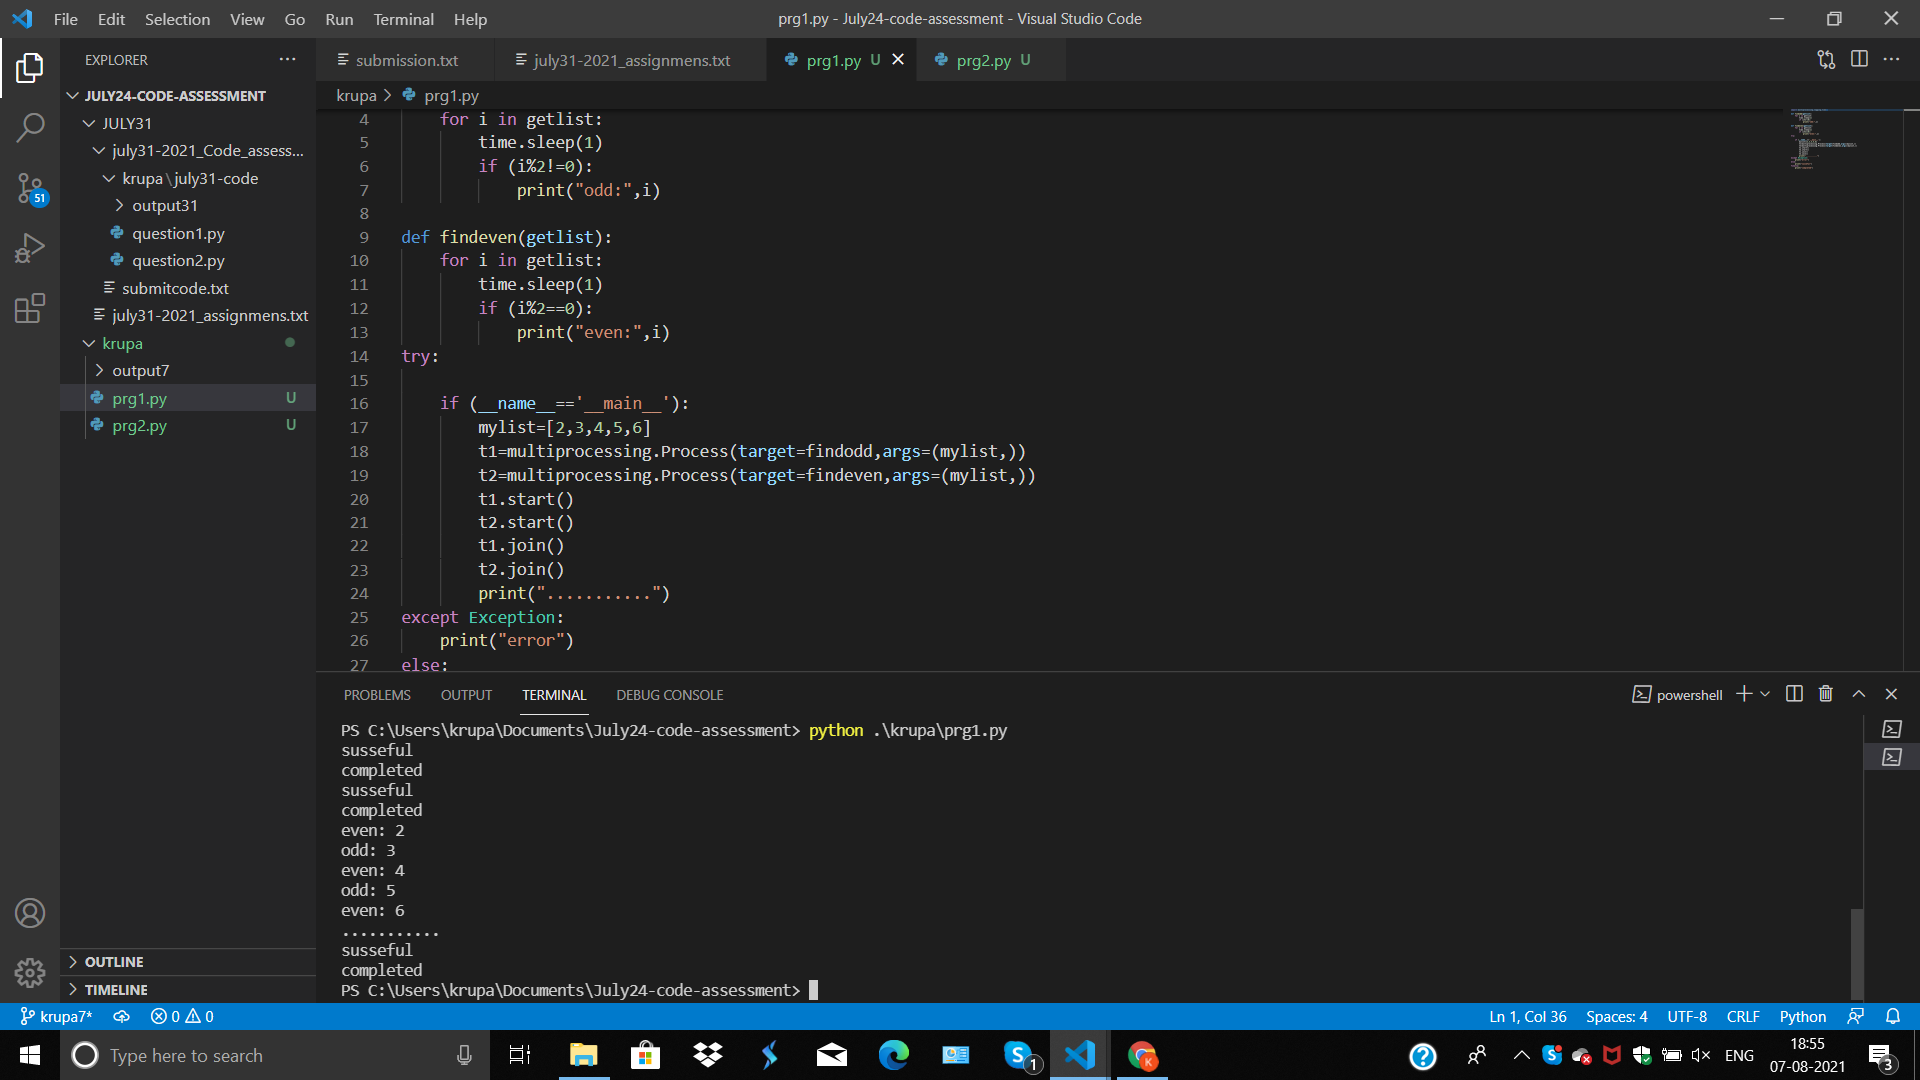 File Edit Selection View Go Run Terminal Help
prg1.py - July24-code-assessment - Visual Studio Code
EXPLORER
JULY24-CODE-ASSESSMENT
JULY31
july31-2021_Code_assess...
krupa\july31-code
output31
question1.py
question2.py
submitcode.txt
july31-2021_assignmens.txt
krupa
output7
prg1.py U
prg2.py U
OUTLINE
TIMELINE
51
submission.txt july31-2021_assignmens.txt prg1.py U prg2.py U
krupa > prg1.py
4 for i in getlist:
5 time.sleep(1)
6 if (i%2!=0):
7 print("odd:",i)
8
9 def findeven(getlist):
10 for i in getlist:
11 time.sleep(1)
12 if (i%2==0):
13 print("even:",i)
14 try:
15
16 if (__name__=='__main__'):
17 mylist=[2,3,4,5,6]
18 t1=multiprocessing.Process(target=findodd,args=(mylist,))
19 t2=multiprocessing.Process(target=findeven,args=(mylist,))
20 t1.start()
21 t2.start()
22 t1.join()
23 t2.join()
24 print("...........")
25 except Exception:
26 print("error")
27 else:
PROBLEMS OUTPUT TERMINAL DEBUG CONSOLE
powershell
PS C:\Users\krupa\Documents\July24-code-assessment> python .\krupa\prg1.py
susseful
completed
susseful
completed
even: 2
odd: 3
even: 4
odd: 5
even: 6
...........
susseful
completed
PS C:\Users\krupa\Documents\July24-code-assessment>
krupa7* 0 0
Ln 1, Col 36 Spaces: 4 UTF-8 CRLF Python
Type here to search
1
K
ENG
18:55
07-08-2021
3